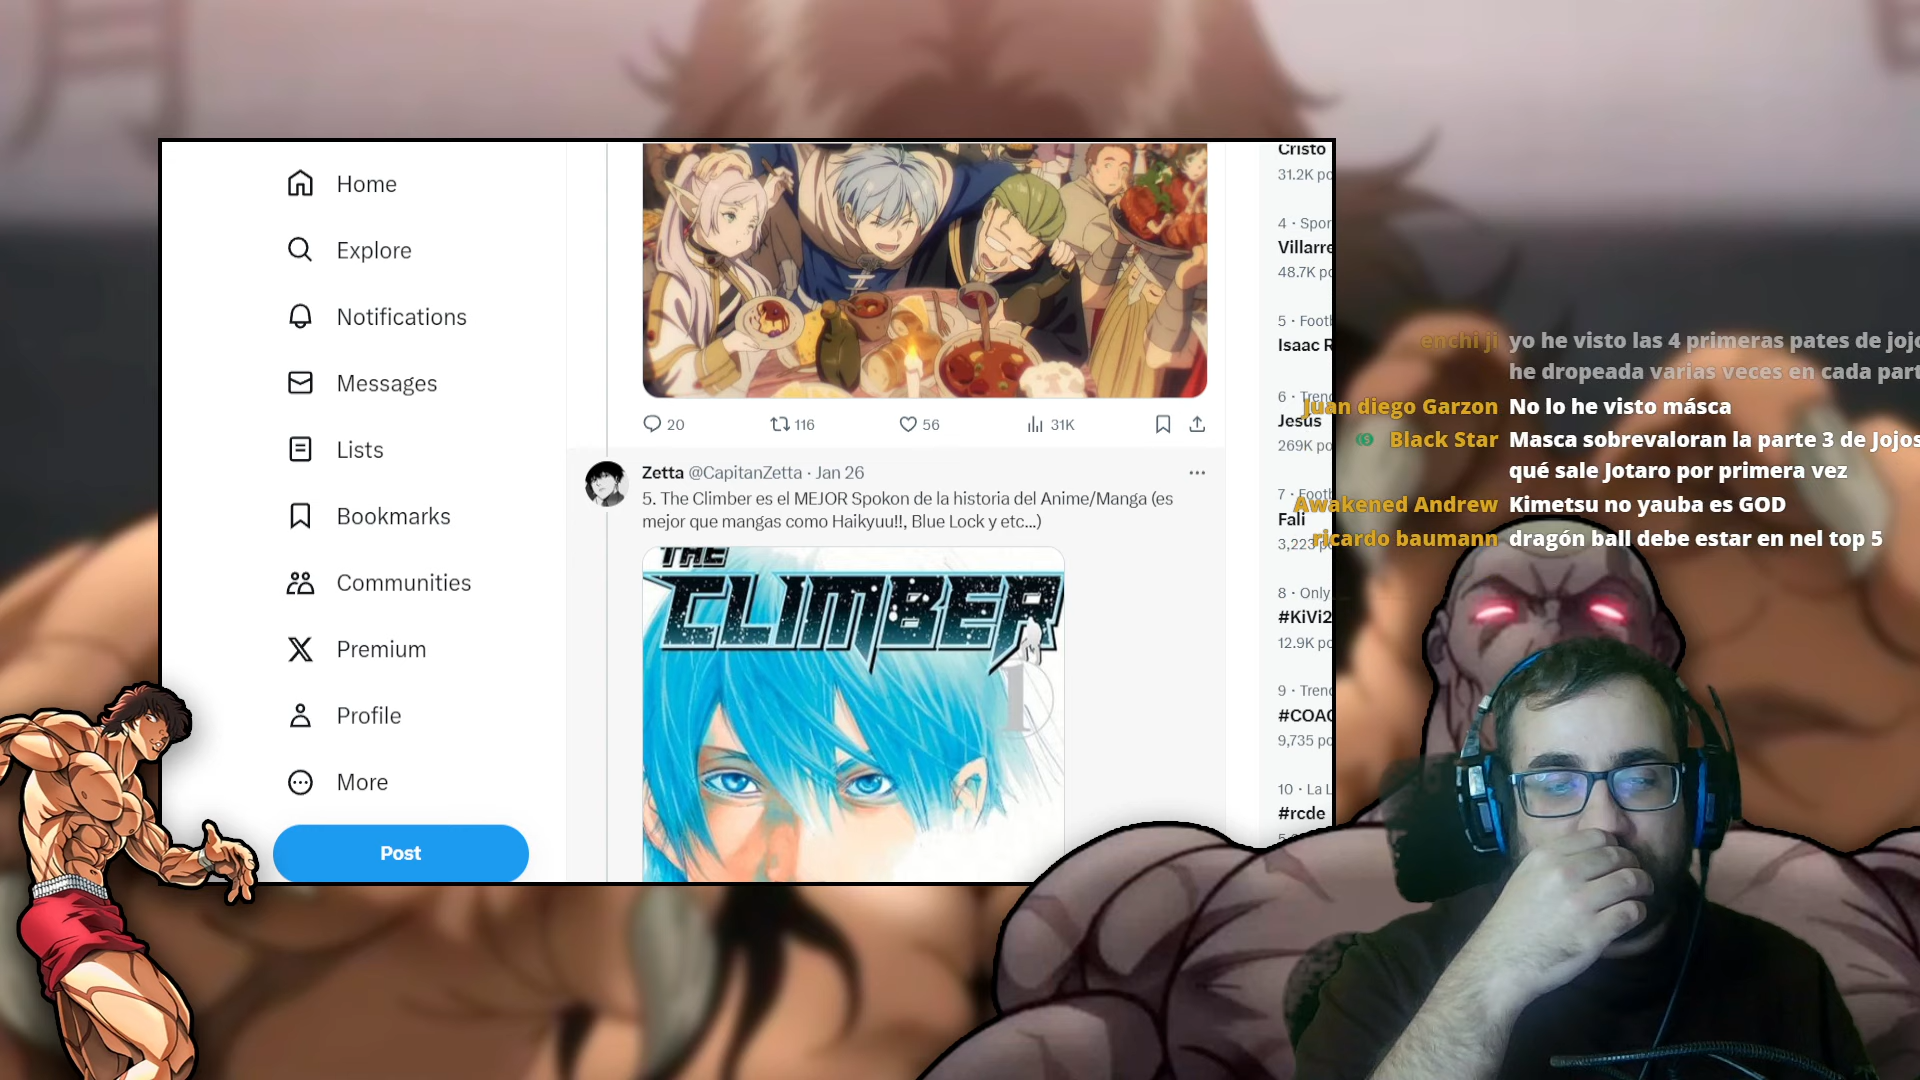 Home
Explore
Notifications
Messages
Lists
Bookmarks
Communities
Premium
Profile
More
Post
20
116
56
31K
Zetta @CapitanZetta · Jan 26
5. The Climber es el MEJOR Spokon de la historia del Anime/Manga (es
mejor que mangas como Haikyuu!!, Blue Lock y etc...)
THE
CLIMBER
1
Cristo
31.2K
4 · Spor
Villarre
48.7K
5 · Footb
Isaac R
6 · Trend
Jesús
269K
7 · Footb
Fali
3,223
8 · Only
#KiVi2
12.9K
9 · Trend
#COAC
9,735
10 · La L
#rcde
enchi ji yo he visto las 4 primeras pates de jojo
he dropeada varias veces en cada part
Juan diego Garzon No lo he visto másca
Black Star Masca sobrevaloran la parte 3 de Jojos
qué sale Jotaro por primera vez
Awakened Andrew Kimetsu no yauba es GOD
ricardo baumann dragón ball debe estar en nel top 5